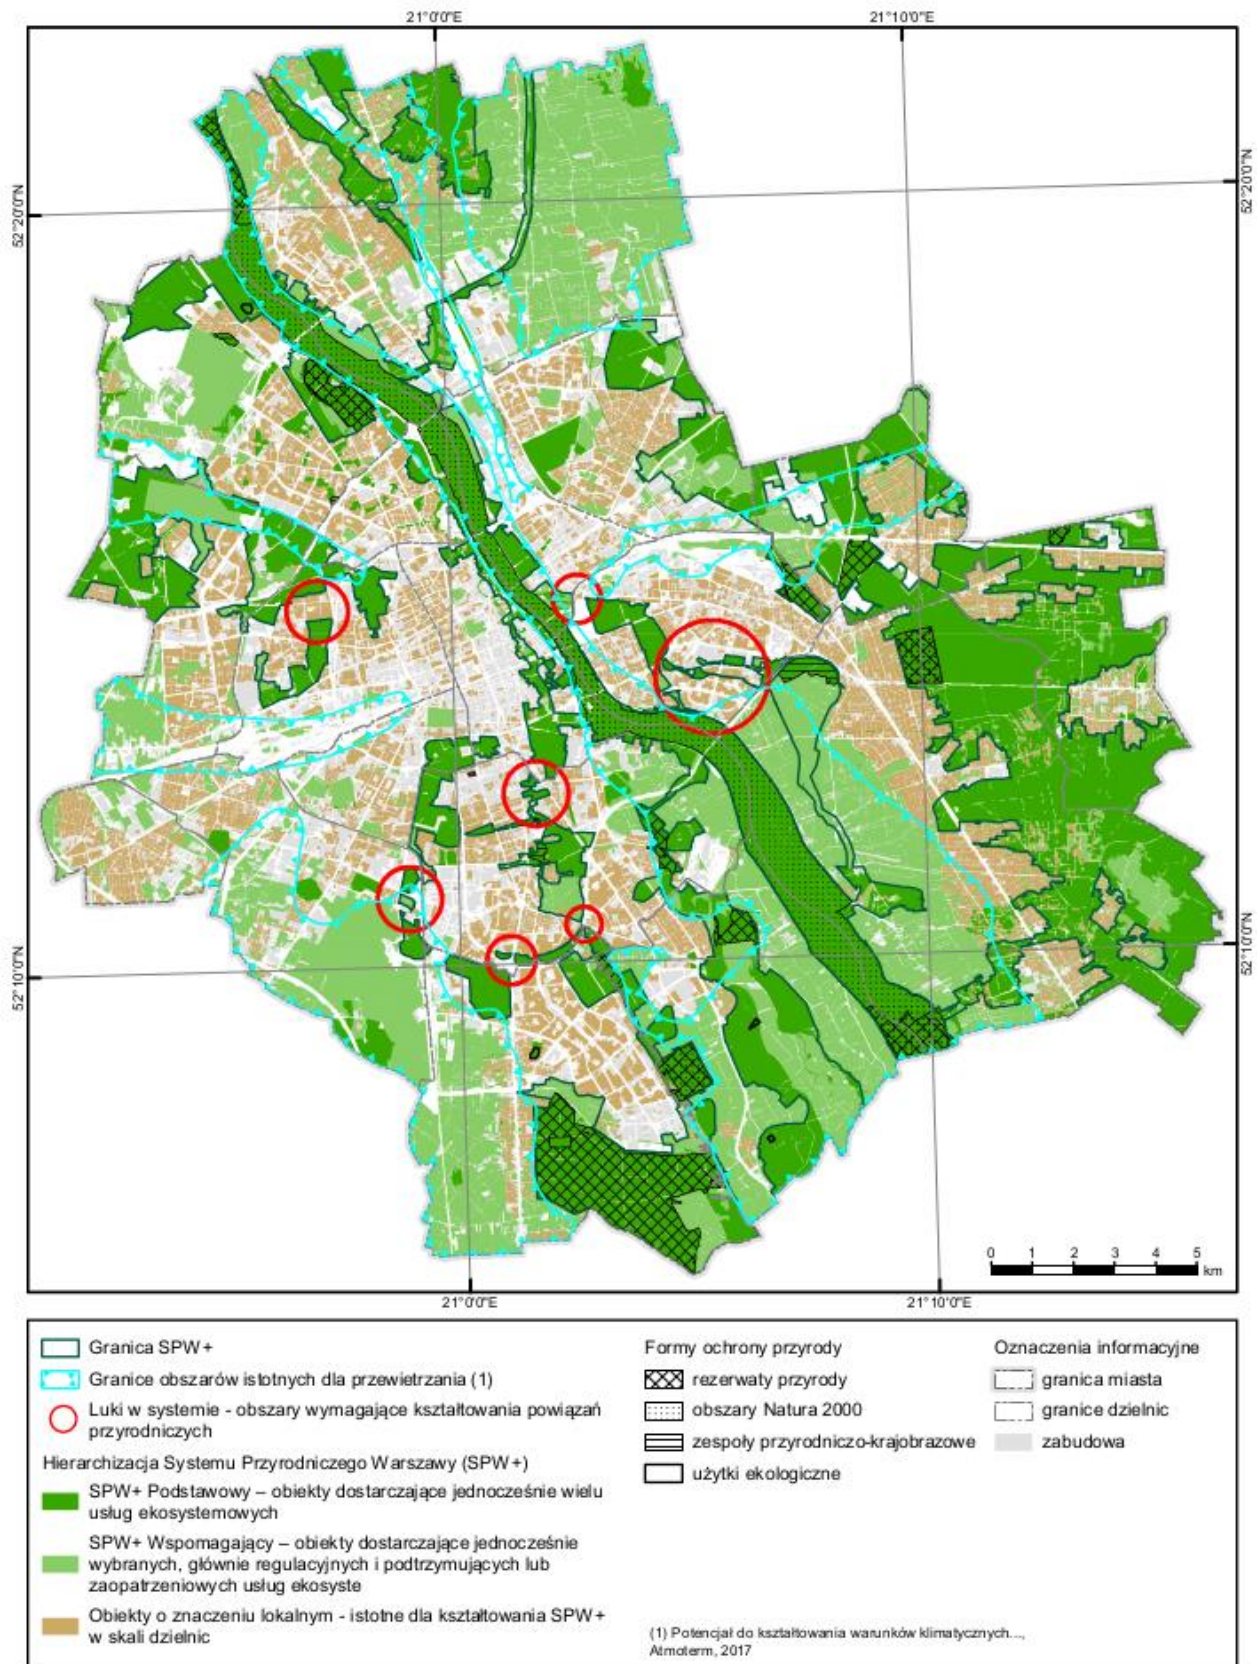 21°0'0"E
21°10'0"E
52°20'0"N
52°20'0"N
52°10'0"N
52°10'0"N
0 1 2 3 4 5
km
21°0'0"E
21°10'0"E
Granica SPW+
Granice obszarów istotnych dla przewietrzania (1)
Luki w systemie - obszary wymagające kształtowania powiązań
przyrodniczych
Hierarchizacja Systemu Przyrodniczego Warszawy (SPW+)
SPW+ Podstawowy – obiekty dostarczające jednocześnie wielu
usług ekosystemowych
SPW+ Wspomagający – obiekty dostarczające jednocześnie
wybranych, głównie regulacyjnych i podtrzymujących lub
zaopatrzeniowych usług ekosyste
Obiekty o znaczeniu lokalnym - istotne dla kształtowania SPW+
w skali dzielnic
Formy ochrony przyrody
rezerwaty przyrody
obszary Natura 2000
zespoły przyrodniczo-krajobrazowe
użytki ekologiczne
Oznaczenia informacyjne
granica miasta
granice dzielnic
zabudowa
(1) Potencjał do kształtowania warunków klimatycznych...,
Atmoterm, 2017